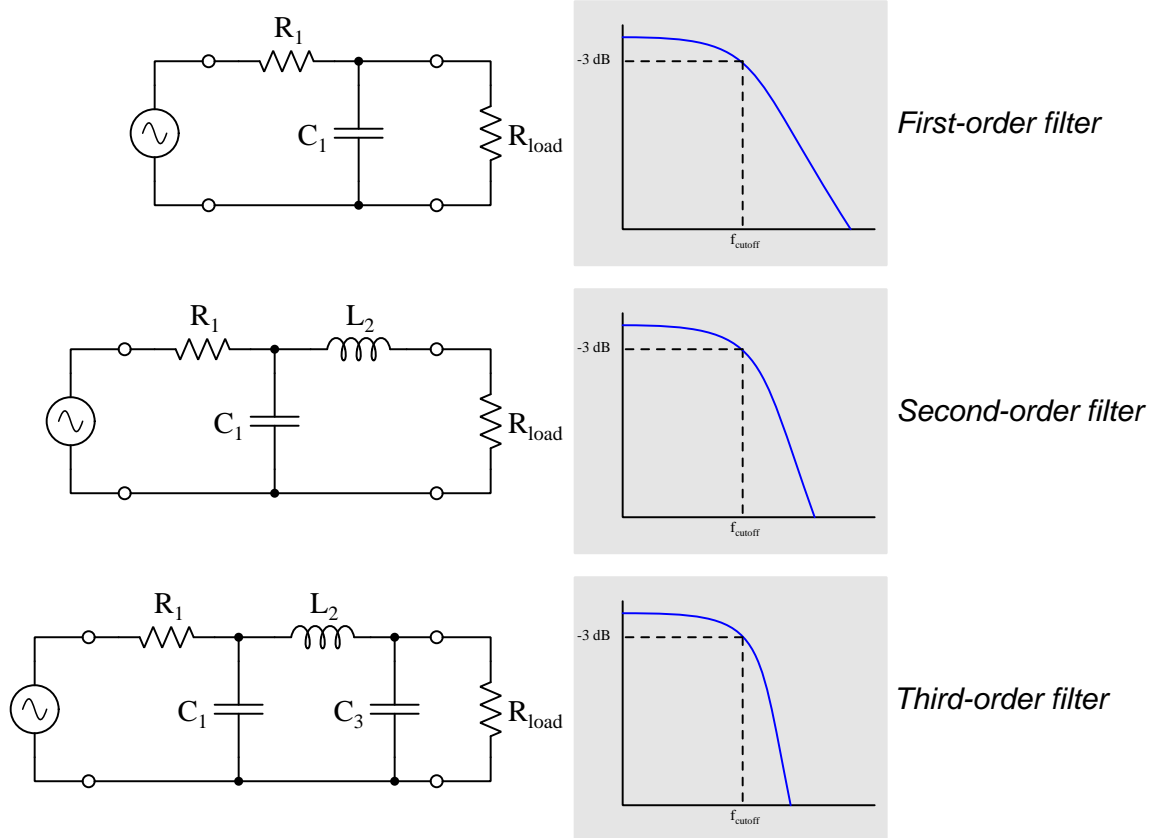 R1
C1
Rload
-3 dB
fcutoff
First-order filter
R1
L2
C1
Rload
-3 dB
fcutoff
Second-order filter
R1
L2
C1
C3
Rload
-3 dB
fcutoff
Third-order filter